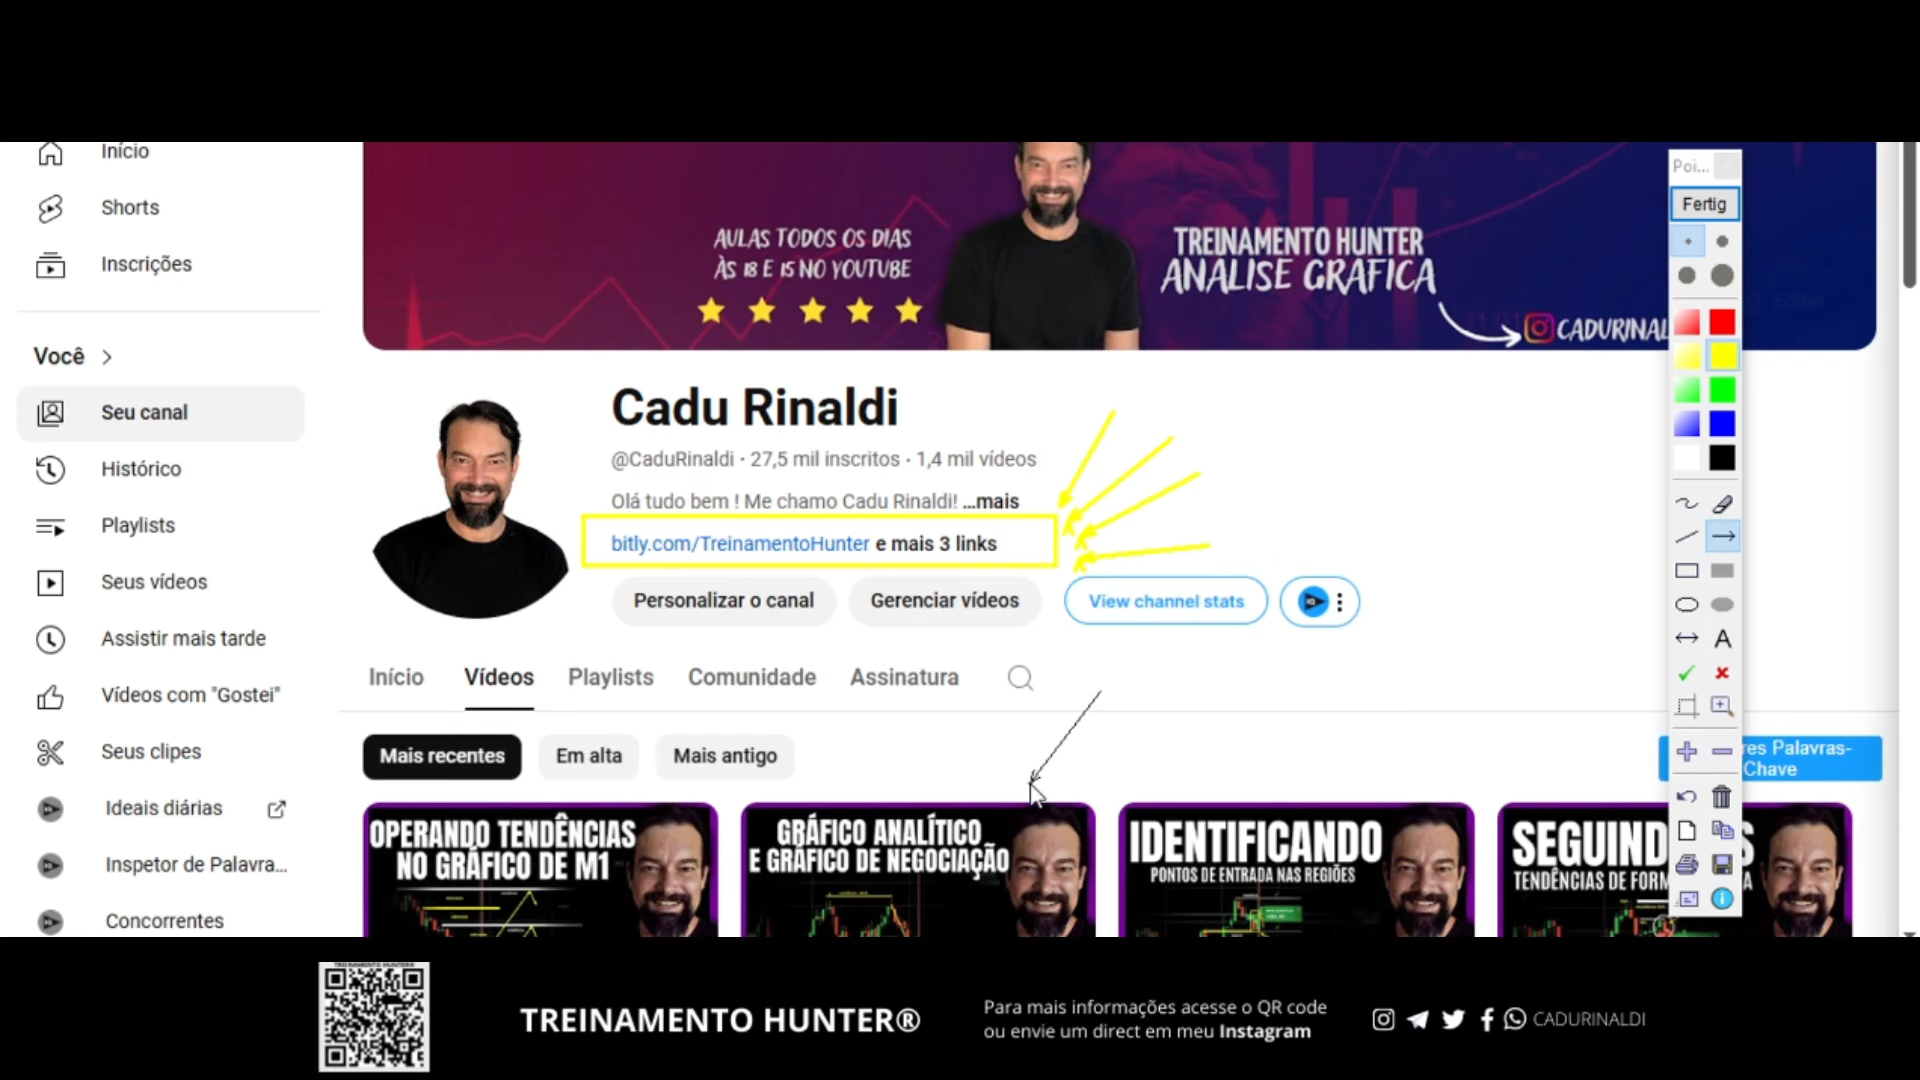 Início
Shorts
Inscrições
Você
Seu canal
Histórico
Playlists
Seus vídeos
Assistir mais tarde
Vídeos com "Gostei"
Seus clipes
Ideais diárias
Inspetor de Palavra...
Concorrentes
AULAS TODOS OS DIAS
ÀS 18 E 15 NO YOUTUBE
TREINAMENTO HUNTER
ANALISE GRAFICA
CADURINAL
Cadu Rinaldi
@CaduRinaldi · 27,5 mil inscritos · 1,4 mil vídeos
Olá tudo bem ! Me chamo Cadu Rinaldi! ...mais
bitly.com/TreinamentoHunter e mais 3 links
Personalizar o canal
Gerenciar vídeos
View channel stats
Início
Vídeos
Playlists
Comunidade
Assinatura
Mais recentes
Em alta
Mais antigo
res Palavras-
Chave
OPERANDO TENDÊNCIAS
NO GRÁFICO DE M1
GRÁFICO ANALÍTICO
E GRÁFICO DE NEGOCIAÇÃO
IDENTIFICANDO
PONTOS DE ENTRADA NAS REGIÕES
SEGUIND
S
TENDÊNCIAS DE FORM
A
Poi...
Fertig
A
TREINAMENTO HUNTER®
TREINAMENTO HUNTER®
Para mais informações acesse o QR code
ou envie um direct em meu Instagram
CADURINALDI